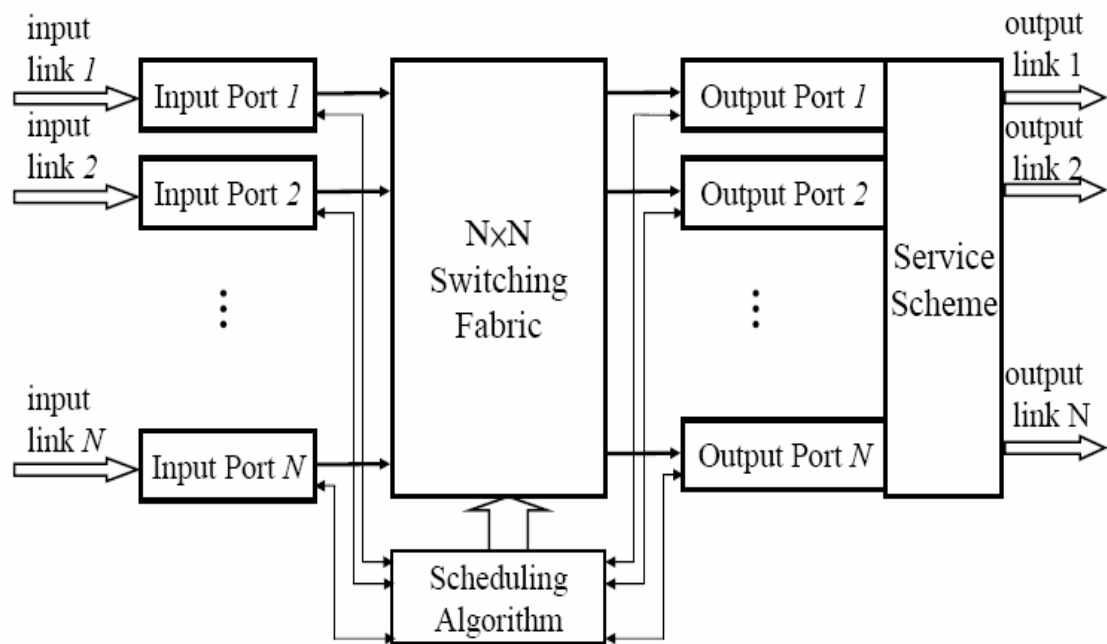 input
link 1
Input Port 1
input
link 2
Input Port 2
input
link N
Input Port N
N×N
Switching
Fabric
Scheduling
Algorithm
Output Port 1
Output Port 2
Output Port N
Service
Scheme
output
link 1
output
link 2
output
link N